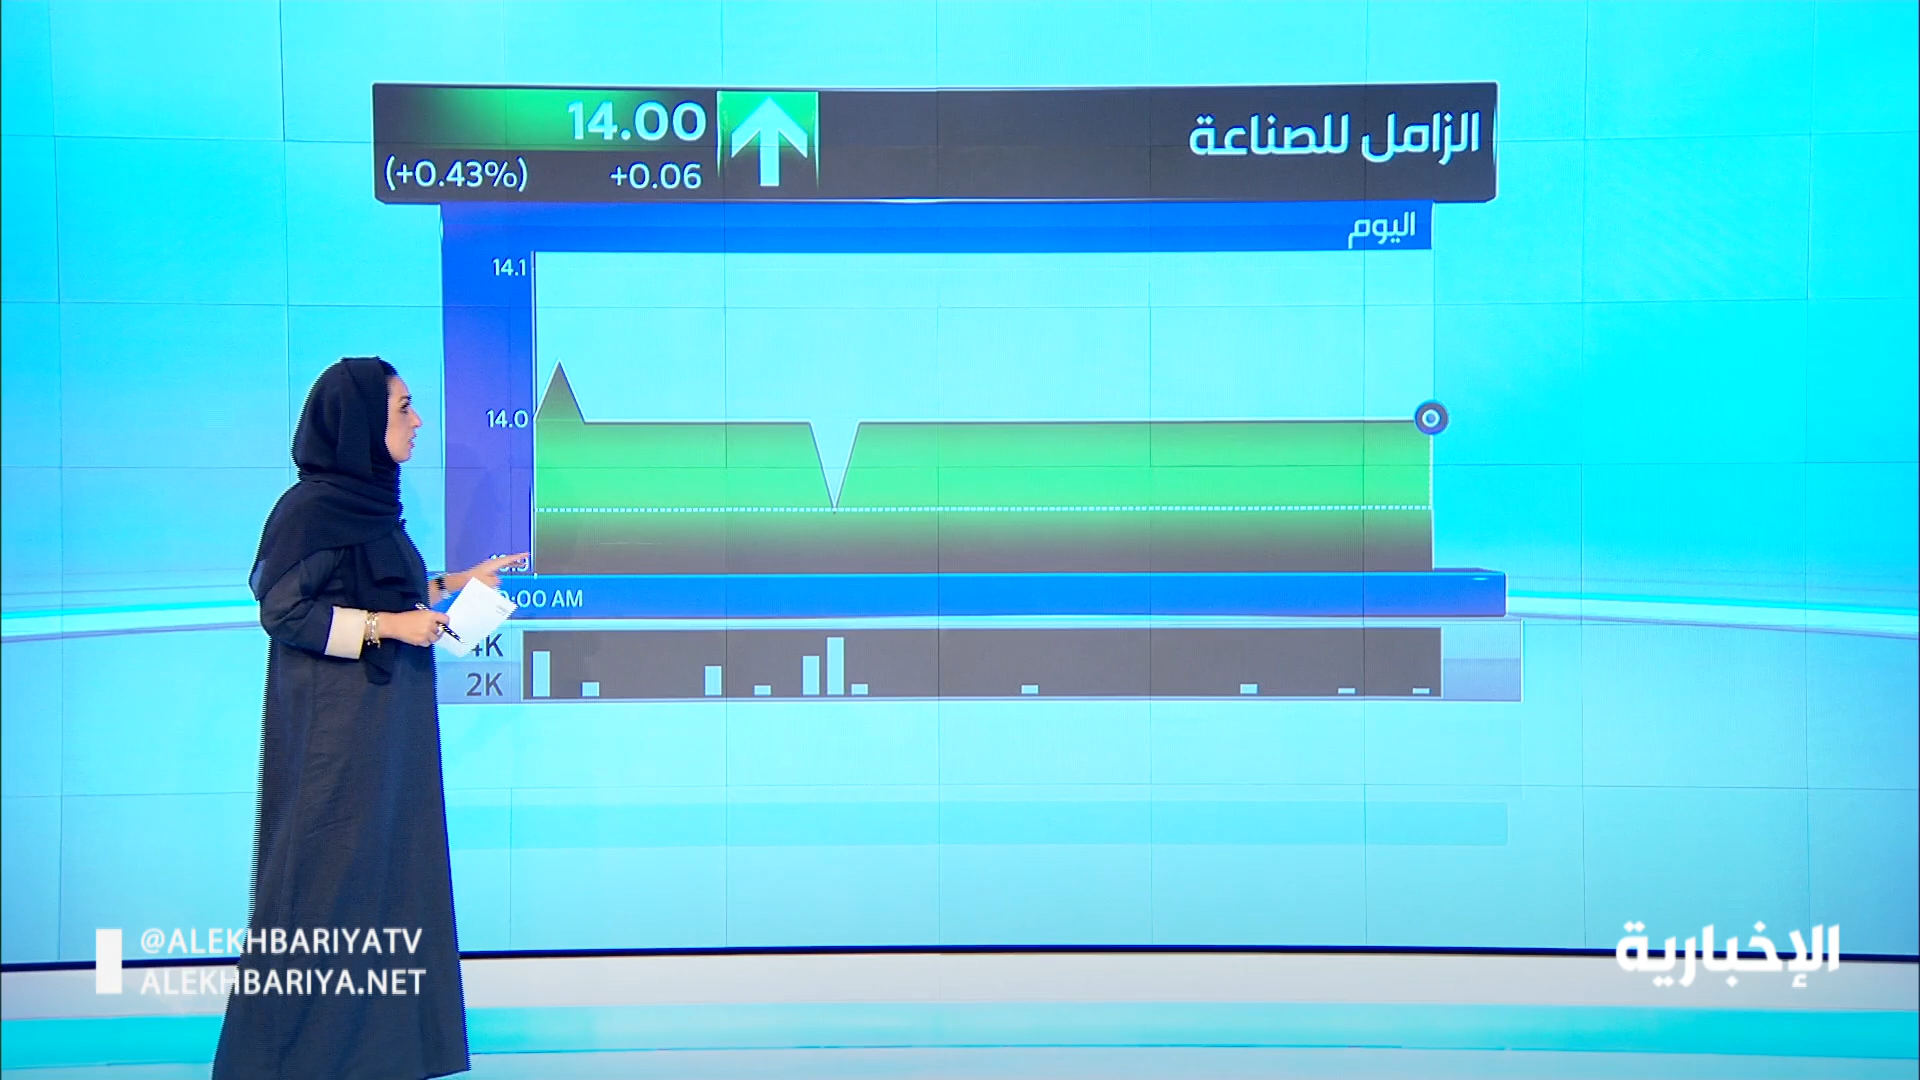 الزامل للصناعة
14.00
+0.06
(+0.43%)
اليوم
14.1
14.0
:00 AM
2K
@ALEKHBARIYATV
ALEKHBARIYA.NET
الإخبارية